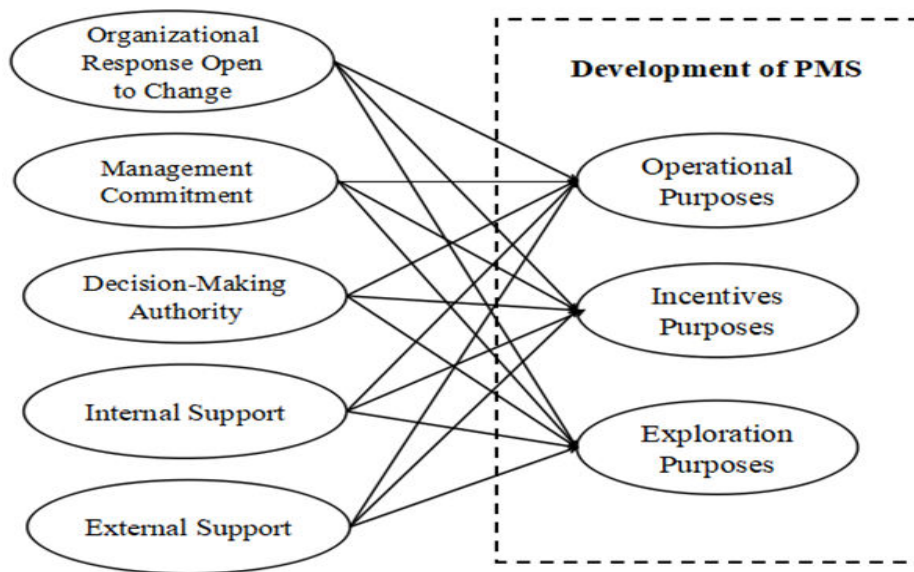 Organizational
Response Open
to Change
Management
Commitment
Decision-Making
Authority
Internal Support
External Support
Development of PMS
Operational
Purposes
Incentives
Purposes
Exploration
Purposes